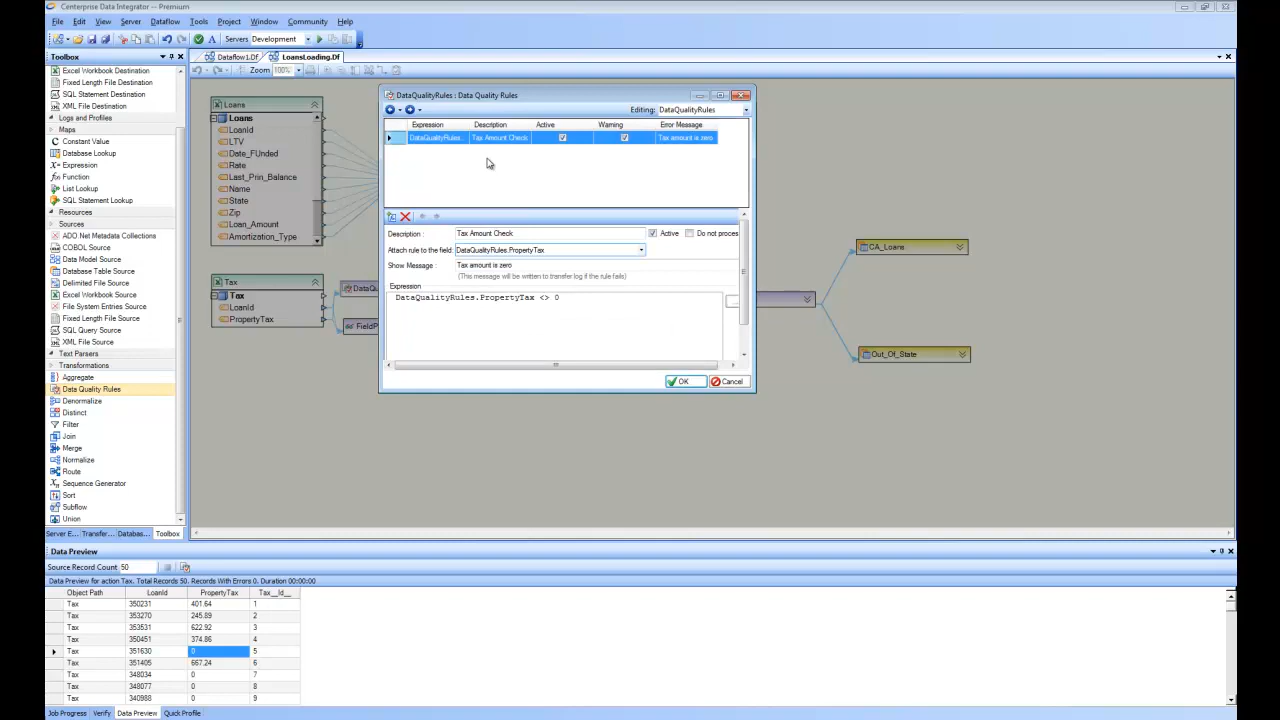 Centerprise Data Integrator -- Premium
File Edit View Server Dataflow Tools Project Window Community Help
Servers Development
Toolbox
Excel Workbook Destination
Fixed Length File Destination
SQL Statement Destination
XML File Destination
Logs and Profiles
Maps
Constant Value
Database Lookup
Expression
Function
List Lookup
SQL Statement Lookup
Resources
Sources
ADO.Net Metadata Collections
COBOL Source
Data Model Source
Database Table Source
Delimited File Source
Excel Workbook Source
File System Entries Source
Fixed Length File Source
SQL Query Source
XML File Source
Text Parsers
Transformations
Aggregate
Data Quality Rules
Denormalize
Distinct
Filter
Join
Merge
Normalize
Route
Sequence Generator
Sort
Subflow
Union
Server E... Transfer... Databas... Toolbox
Dataflow1.Df LoansLoading.Df
Zoom 100%
Loans
Loans
LoanId
LTV
Date_FUnded
Rate
Last_Prin_Balance
Name
State
Zip
Loan_Amount
Amortization_Type
Tax
Tax
LoanId
PropertyTax
DataQ
FieldP
DataQualityRules : Data Quality Rules
Editing: DataQualityRules
Expression Description Active Warning Error Message
DataQualityRules. Tax Amount Check Tax amount is zero
Description : Tax Amount Check Active Do not proces
Attach rule to the field: DataQualityRules.PropertyTax
Show Message : Tax amount is zero
(This message will be written to transfer log if the rule fails)
Expression
DataQualityRules.PropertyTax <> 0
...
OK Cancel
CA_Loans
Out_Of_State
Data Preview
Source Record Count 50
Data Preview for action Tax. Total Records 50. Records With Errors 0. Duration 00:00:00
Object Path LoanId PropertyTax Tax__Id__
Tax 350231 401.64 1
Tax 353270 245.89 2
Tax 353531 622.92 3
Tax 350451 374.86 4
Tax 351630 0 5
Tax 351405 667.24 6
Tax 348034 0 7
Tax 348077 0 8
Tax 340988 0 9
Job Progress Verify Data Preview Quick Profile